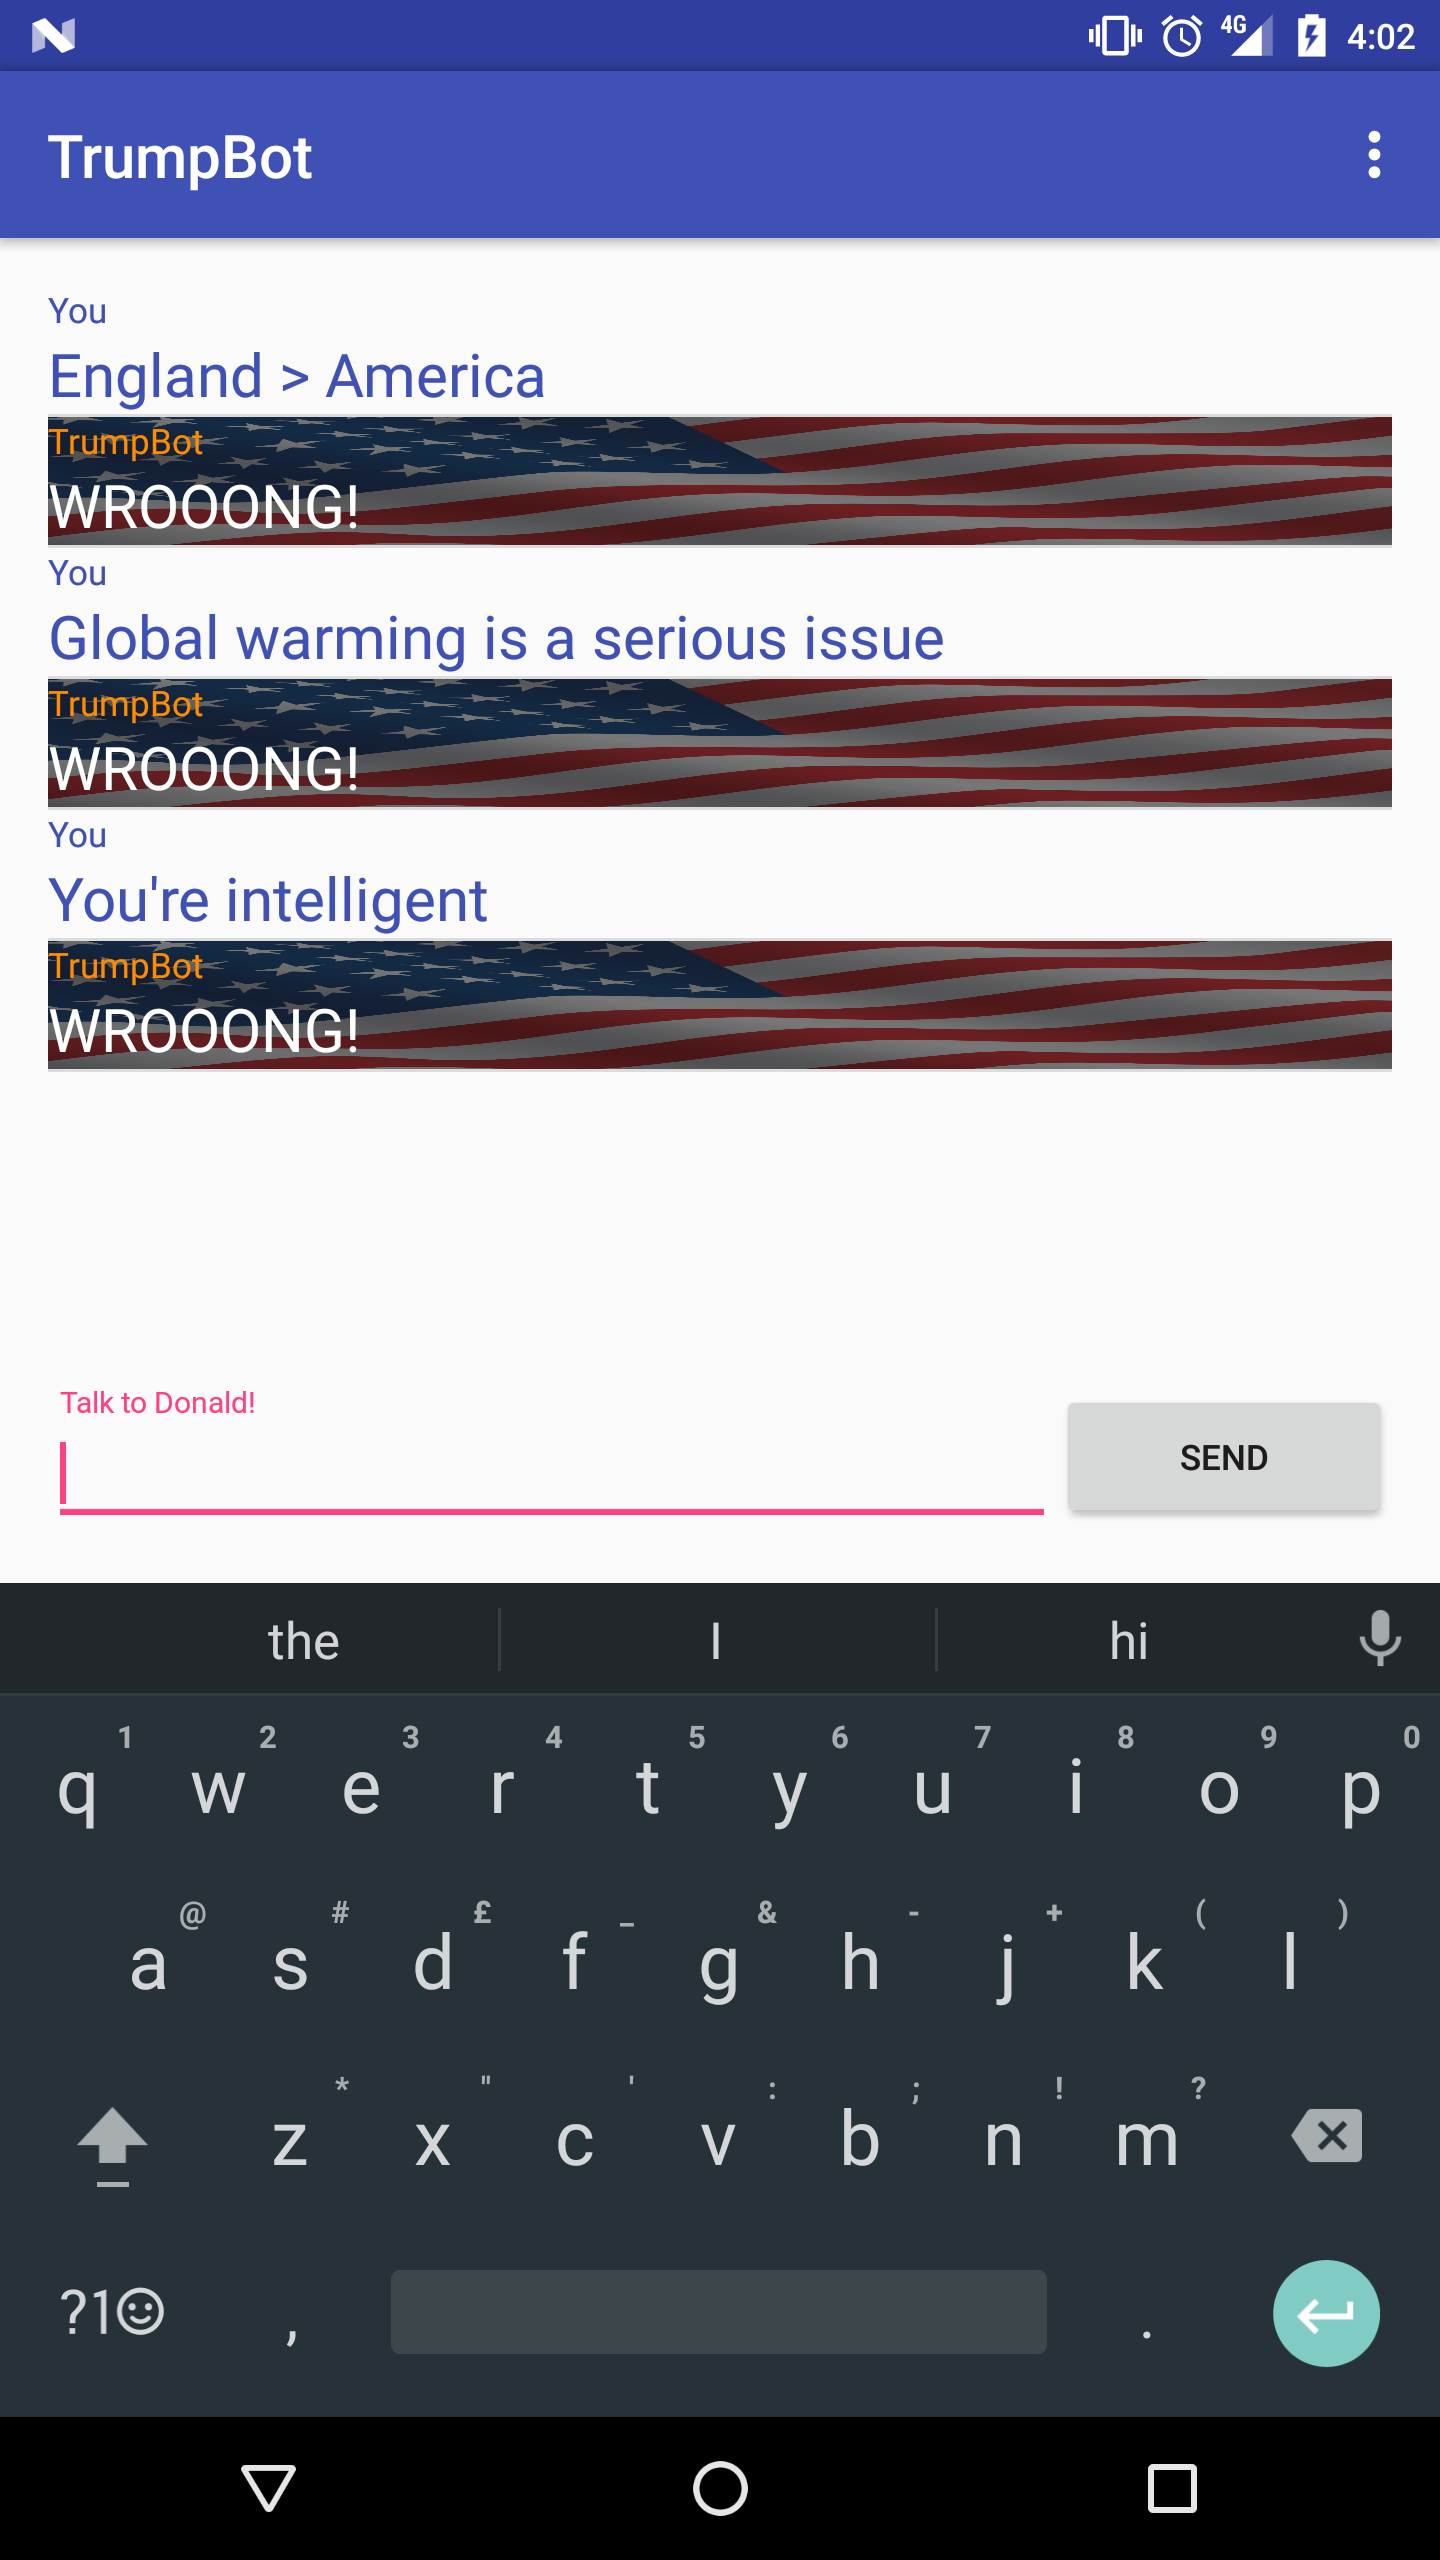 4G 4:02
TrumpBot
You
England > America
TrumpBot
WROOONG!
You
Global warming is a serious issue
TrumpBot
WROOONG!
You
You're intelligent
TrumpBot
WROOONG!
Talk to Donald!
SEND
the I hi
1 2 3 4 5 6 7 8 9 0
q w e r t y u i o p
@ # £ _ & - + ( )
a s d f g h j k l
* " ' : ; ! ?
z x c v b n m
?1☺ , .